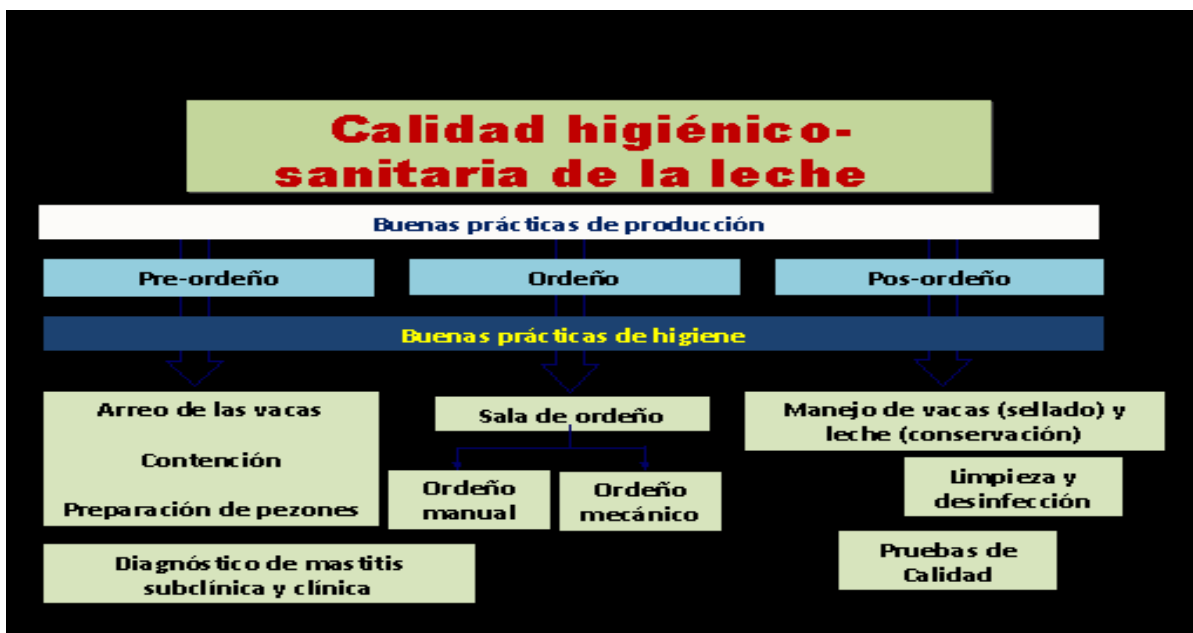 Calidad higiénico-
sanitaria de la leche
Buenas prácticas de producción
Pre-ordeño
Ordeño
Pos-ordeño
Buenas prácticas de higiene
Arreo de las vacas
Contención
Preparación de pezones
Diagnóstico de mastitis
subclínica y clínica
Sala de ordeño
Ordeño
manual
Ordeño
mecánico
Manejo de vacas (sellado) y
leche (conservación)
Limpieza y
desinfección
Pruebas de
Calidad